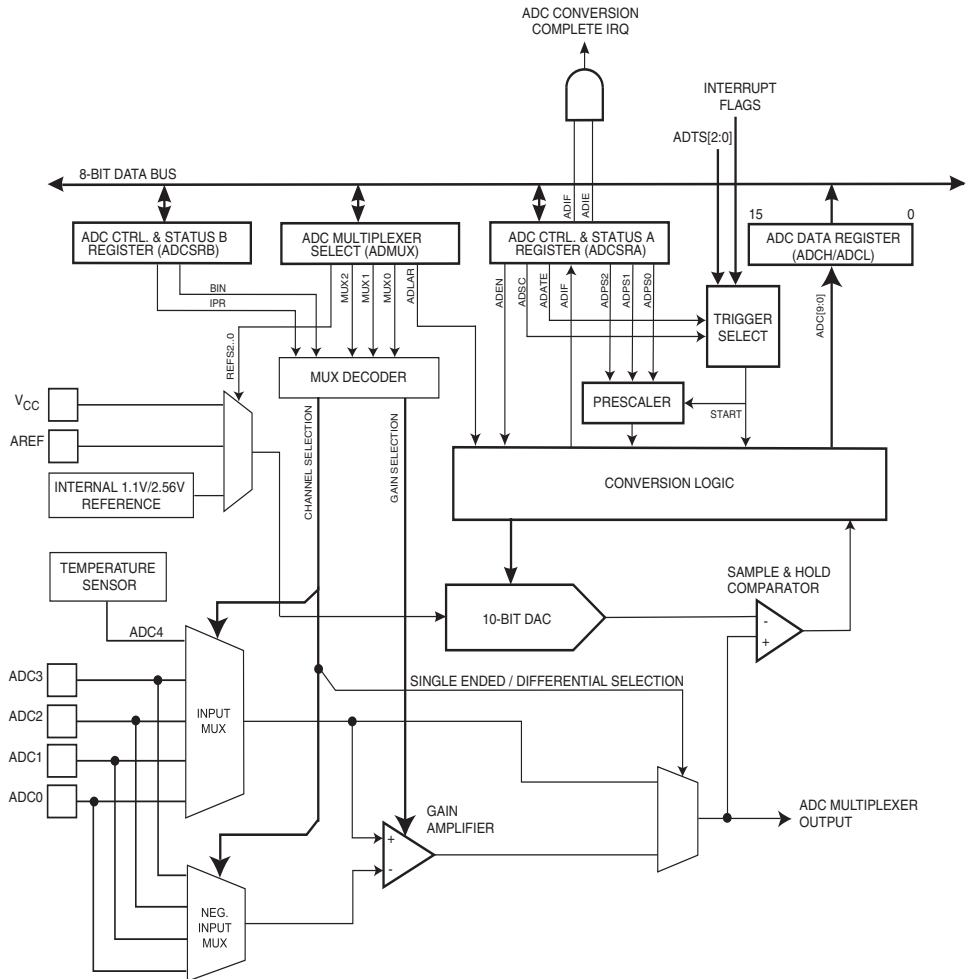 ADC CONVERSION
COMPLETE IRQ
INTERRUPT
FLAGS
ADTS[2:0]
8-BIT DATA BUS
ADIF
ADIE
15
0
ADC CTRL. & STATUS B
REGISTER (ADCSRB)
ADC MULTIPLEXER
SELECT (ADMUX)
ADC CTRL. & STATUS A
REGISTER (ADCSRA)
ADC DATA REGISTER
(ADCH/ADCL)
BIN
IPR
REFS2..0
MUX2
MUX1
MUX0
ADLAR
ADEN
ADSC
ADATE
ADIF
ADPS2
ADPS1
ADPS0
ADC[9:0]
TRIGGER
SELECT
MUX DECODER
PRESCALER
START
VCC
AREF
INTERNAL 1.1V/2.56V
REFERENCE
CHANNEL SELECTION
GAIN SELECTION
CONVERSION LOGIC
TEMPERATURE
SENSOR
ADC4
10-BIT DAC
SAMPLE & HOLD
COMPARATOR
-
+
ADC3
ADC2
ADC1
ADC0
INPUT
MUX
SINGLE ENDED / DIFFERENTIAL SELECTION
GAIN
AMPLIFIER
+
-
ADC MULTIPLEXER
OUTPUT
NEG.
INPUT
MUX